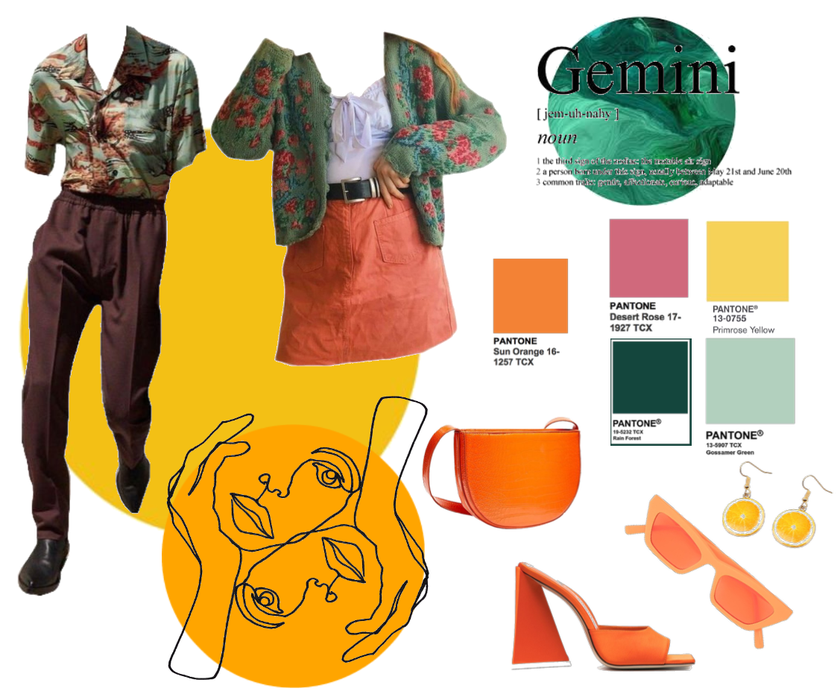 Gemini
[ jem-uh-nahy ]
noun
1 the third sign of the zodiac: the mutable air sign
2 a person born under this sign, usually between May 21st and June 20th
3 common traits: gentle, affectionate, curious, adaptable
PANTONE
Sun Orange 16-
1257 TCX
PANTONE
Desert Rose 17-
1927 TCX
PANTONE®
13-0755
Primrose Yellow
PANTONE®
19-5232 TCX
Rain Forest
PANTONE®
13-5907 TCX
Gossamer Green